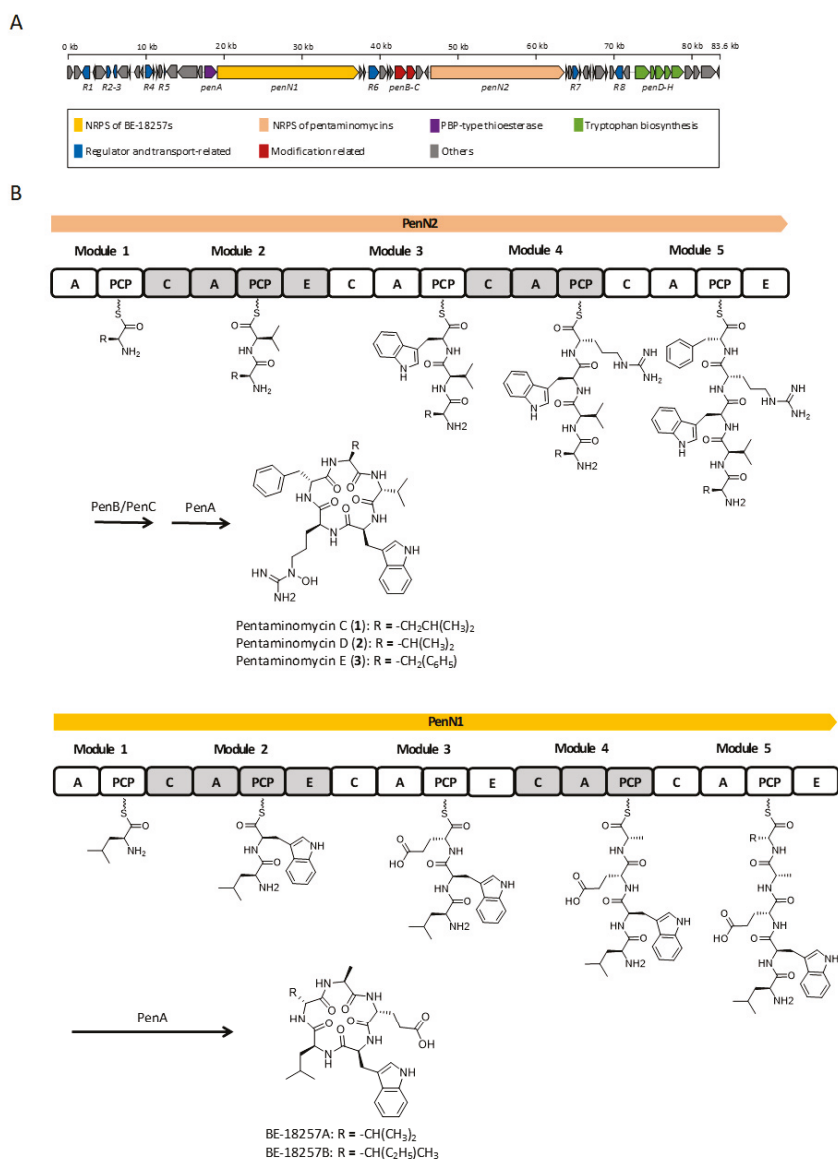 A
0 kb 10 kb 20 kb 30 kb 40 kb 50 kb 60 kb 70 kb 80 kb 83.6 kb
R1 R2-3 R4 R5 penA penN1 R6 penB-C penN2 R7 R8 penD-H
NRPS of BE-18257s NRPS of pentaminomycins PBP-type thioesterase Tryptophan biosynthesis
Regulator and transport-related Modification related Others
B
PenN2
Module 1 Module 2 Module 3 Module 4 Module 5
A PCP C A PCP E C A PCP C A PCP C A PCP E
PenB/PenC PenA
Pentaminomycin C (1): R = -CH2CH(CH3)2
Pentaminomycin D (2): R = -CH(CH3)2
Pentaminomycin E (3): R = -CH2(C6H5)
PenN1
Module 1 Module 2 Module 3 Module 4 Module 5
A PCP C A PCP E C A PCP E C A PCP C A PCP E
PenA
BE-18257A: R = -CH(CH3)2
BE-18257B: R = -CH(C2H5)CH3